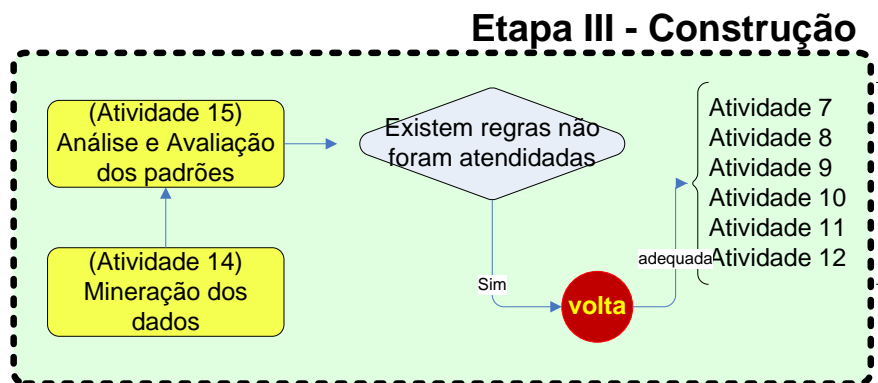 Etapa III - Construção
(Atividade 15)
Análise e Avaliação
dos padrões
Existem regras não
foram atendidadas
Atividade 7
Atividade 8
Atividade 9
Atividade 10
Atividade 11
Atividade 12
(Atividade 14)
Mineração dos
dados
Sim
volta
adequada